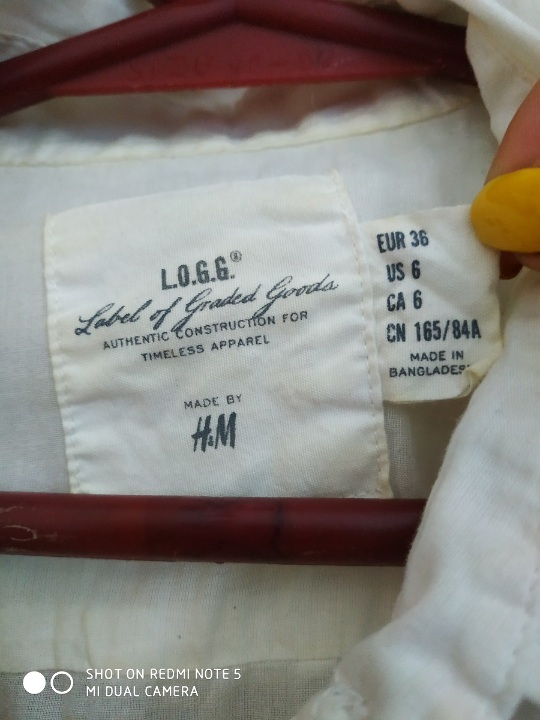 L.O.G.G.®
Label of Graded Goods
AUTHENTIC CONSTRUCTION FOR
TIMELESS APPAREL
MADE BY
H&M
EUR 36
US 6
CA 6
CN 165/84A
MADE IN
BANGLADES
SHOT ON REDMI NOTE 5
MI DUAL CAMERA